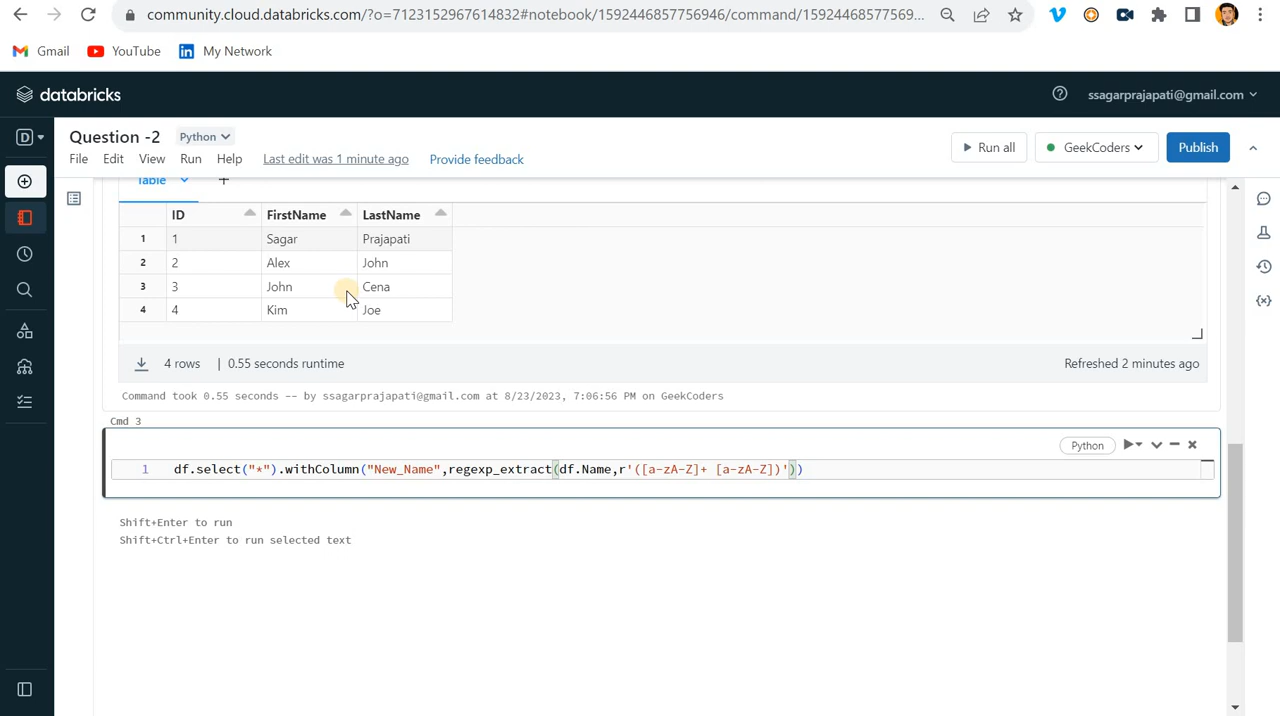 community.cloud.databricks.com/?o=7123152967614832#notebook/1592446857756946/command/15924468577569...
Gmail YouTube My Network
databricks ssagarprajapati@gmail.com
D Question -2 Python
File Edit View Run Help Last edit was 1 minute ago Provide feedback Run all GeekCoders Publish
Table +
ID FirstName LastName
1 1 Sagar Prajapati
2 2 Alex John
3 3 John Cena
4 4 Kim Joe
4 rows | 0.55 seconds runtime Refreshed 2 minutes ago
Command took 0.55 seconds -- by ssagarprajapati@gmail.com at 8/23/2023, 7:06:56 PM on GeekCoders
Cmd 3
Python
1 df.select("*").withColumn("New_Name",regexp_extract(df.Name,r'([a-zA-Z]+ [a-zA-Z])'))
Shift+Enter to run
Shift+Ctrl+Enter to run selected text